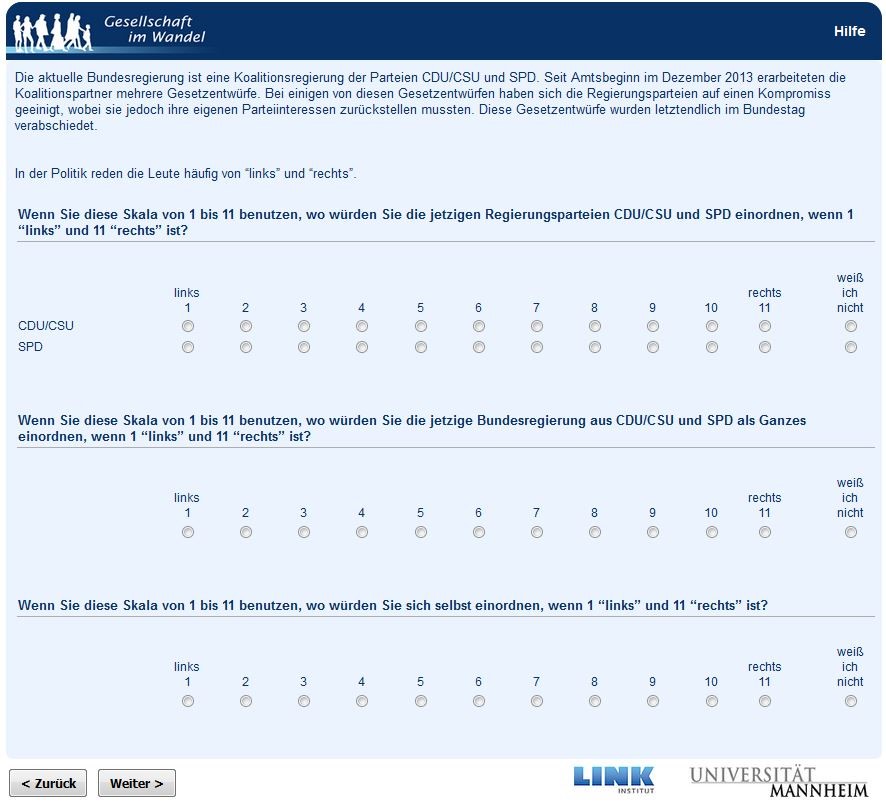 Gesellschaft
im Wandel
Hilfe
Die aktuelle Bundesregierung ist eine Koalitionsregierung der Parteien CDU/CSU und SPD. Seit Amtsbeginn im Dezember 2013 erarbeiteten die
Koalitionspartner mehrere Gesetzentwürfe. Bei einigen von diesen Gesetzentwürfen haben sich die Regierungsparteien auf einen Kompromiss
geeinigt, wobei sie jedoch ihre eigenen Parteiinteressen zurückstellen mussten. Diese Gesetzentwürfe wurden letztendlich im Bundestag
verabschiedet.
In der Politik reden die Leute häufig von “links” und “rechts”.
Wenn Sie diese Skala von 1 bis 11 benutzen, wo würden Sie die jetzigen Regierungsparteien CDU/CSU und SPD einordnen, wenn 1
“links” und 11 “rechts” ist?
weiß
links rechts ich
1 2 3 4 5 6 7 8 9 10 11 nicht
CDU/CSU
SPD
Wenn Sie diese Skala von 1 bis 11 benutzen, wo würden Sie die jetzige Bundesregierung aus CDU/CSU und SPD als Ganzes
einordnen, wenn 1 “links” und 11 “rechts” ist?
weiß
links rechts ich
1 2 3 4 5 6 7 8 9 10 11 nicht
Wenn Sie diese Skala von 1 bis 11 benutzen, wo würden Sie sich selbst einordnen, wenn 1 “links” und 11 “rechts” ist?
weiß
links rechts ich
1 2 3 4 5 6 7 8 9 10 11 nicht
< Zurück Weiter >
LINK
INSTITUT
UNIVERSITÄT
MANNHEIM